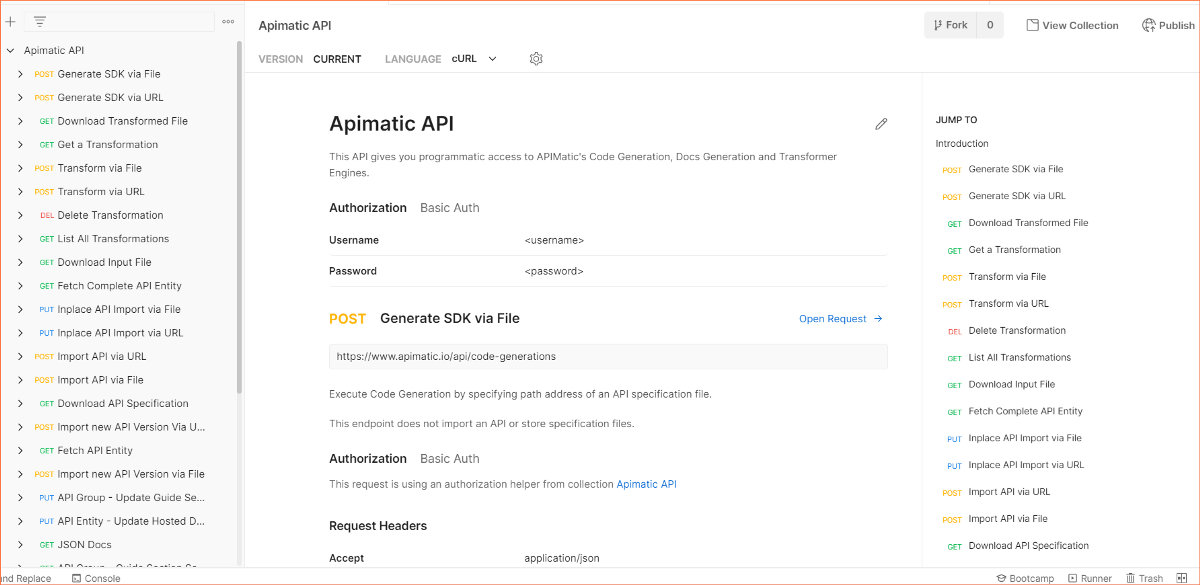 Apimatic API
POST Generate SDK via File
POST Generate SDK via URL
GET Download Transformed File
GET Get a Transformation
POST Transform via File
POST Transform via URL
DEL Delete Transformation
GET List All Transformations
GET Download Input File
GET Fetch Complete API Entity
PUT Inplace API Import via File
PUT Inplace API Import via URL
POST Import API via URL
POST Import API via File
GET Download API Specification
POST Import new API Version Via U...
GET Fetch API Entity
POST Import new API Version via File
PUT API Group - Update Guide Se...
PUT API Entity - Update Hosted D...
GET JSON Docs
Apimatic API
Fork 0
View Collection
Publish
VERSION CURRENT LANGUAGE cURL
Apimatic API
This API gives you programmatic access to APIMatic's Code Generation, Docs Generation and Transformer
Engines.
Authorization Basic Auth
Username <username>
Password <password>
POST Generate SDK via File Open Request →
https://www.apimatic.io/api/code-generations
Execute Code Generation by specifying path address of an API specification file.
This endpoint does not import an API or store specification files.
Authorization Basic Auth
This request is using an authorization helper from collection Apimatic API
Request Headers
Accept application/json
JUMP TO
Introduction
POST Generate SDK via File
POST Generate SDK via URL
GET Download Transformed File
GET Get a Transformation
POST Transform via File
POST Transform via URL
DEL Delete Transformation
GET List All Transformations
GET Download Input File
GET Fetch Complete API Entity
PUT Inplace API Import via File
PUT Inplace API Import via URL
POST Import API via URL
POST Import API via File
GET Download API Specification
nd Replace Console Bootcamp Runner Trash